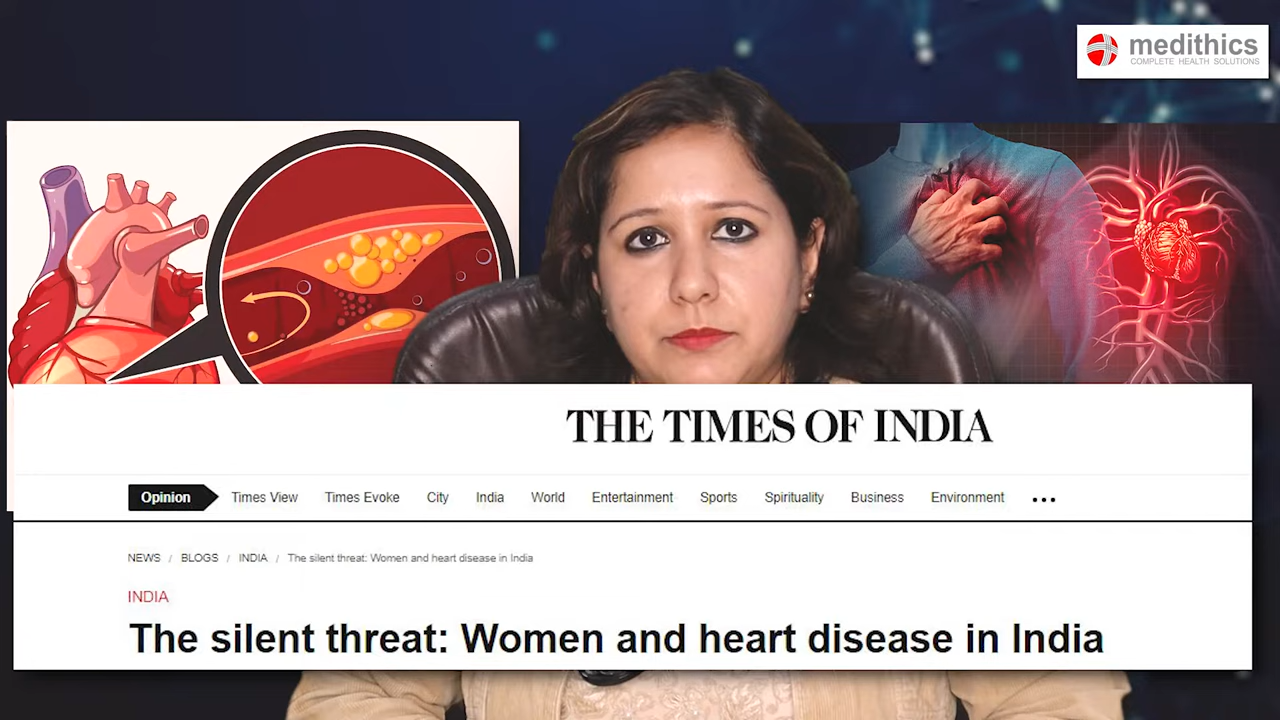 medithics
COMPLETE HEALTH SOLUTIONS
THE TIMES OF INDIA
Opinion Times View Times Evoke City India World Entertainment Sports Spirituality Business Environment •••
NEWS / BLOGS / INDIA / The silent threat: Women and heart disease in India
INDIA
The silent threat: Women and heart disease in India